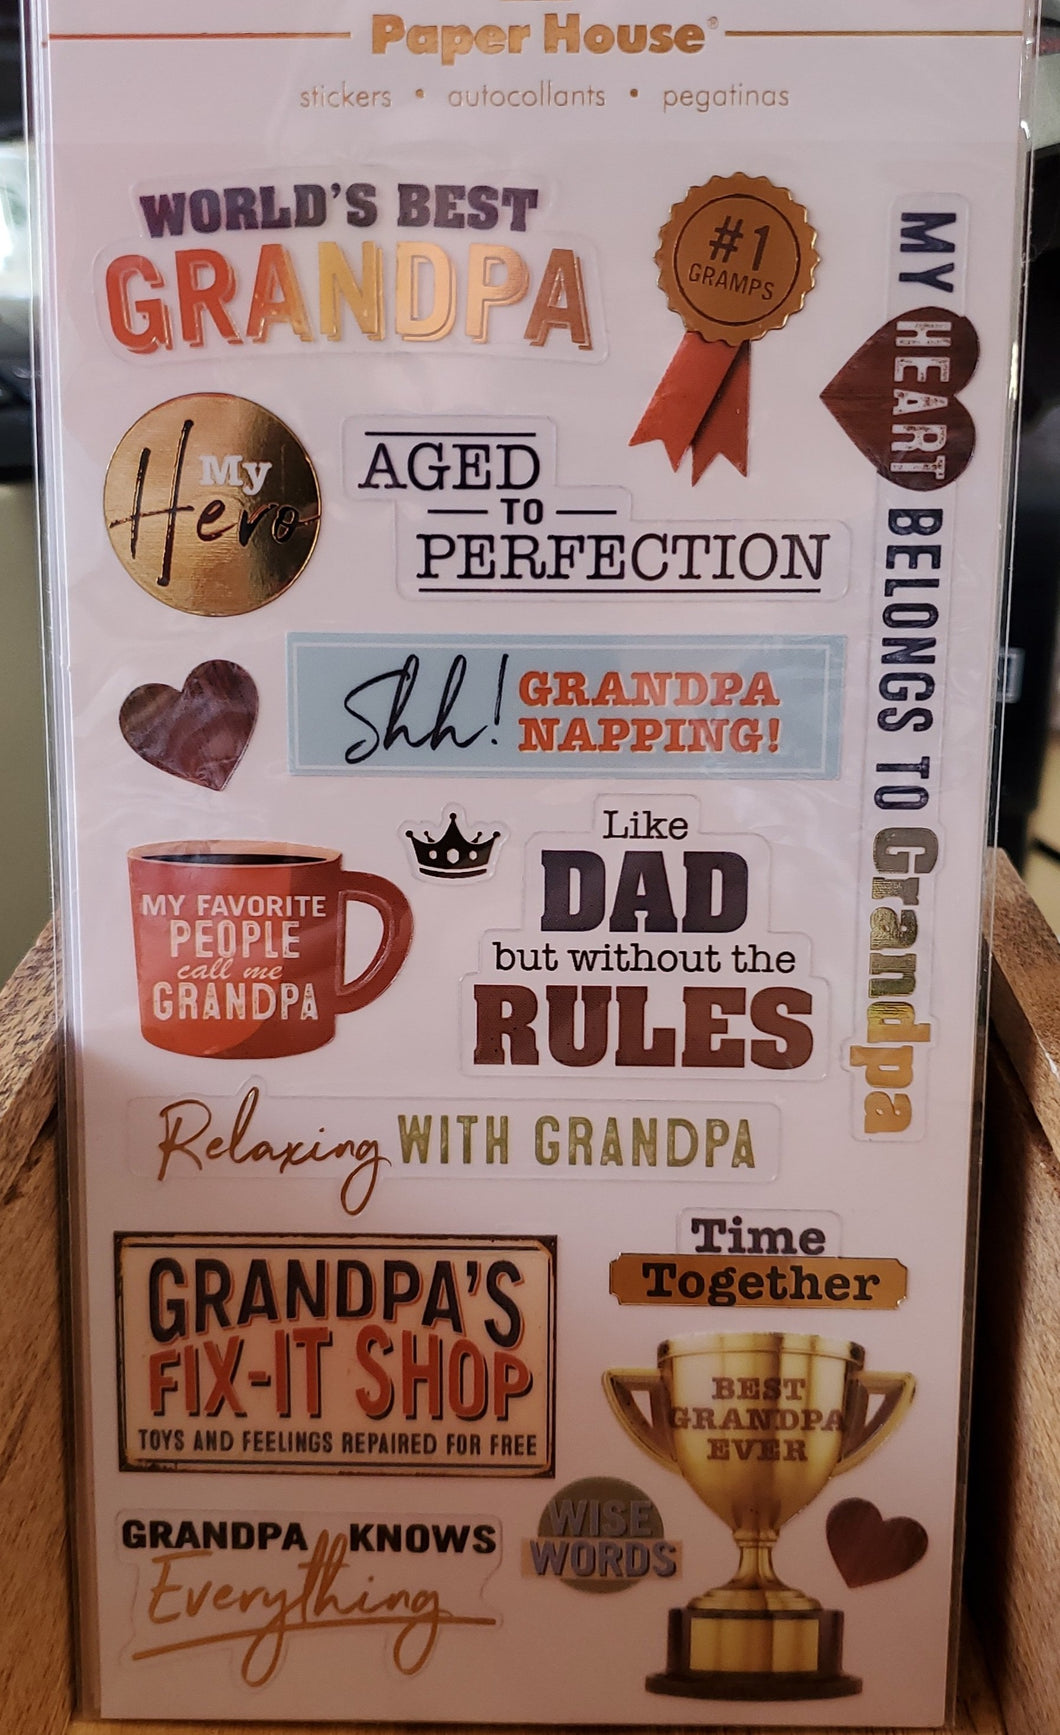 Paper House®
stickers • autocollants • pegatinas
WORLD'S BEST
GRANDPA
#1
GRAMPS
MY HEART BELONGS TO Grandpa
My
Hero
AGED
TO
PERFECTION
Shh! GRANDPA
NAPPING!
Like
DAD
but without the
RULES
MY FAVORITE
PEOPLE
call me
GRANDPA
Relaxing WITH GRANDPA
GRANDPA'S
FIX-IT SHOP
TOYS AND FEELINGS REPAIRED FOR FREE
Time
Together
BEST
GRANDPA
EVER
GRANDPA KNOWS
Everything
WISE
WORDS